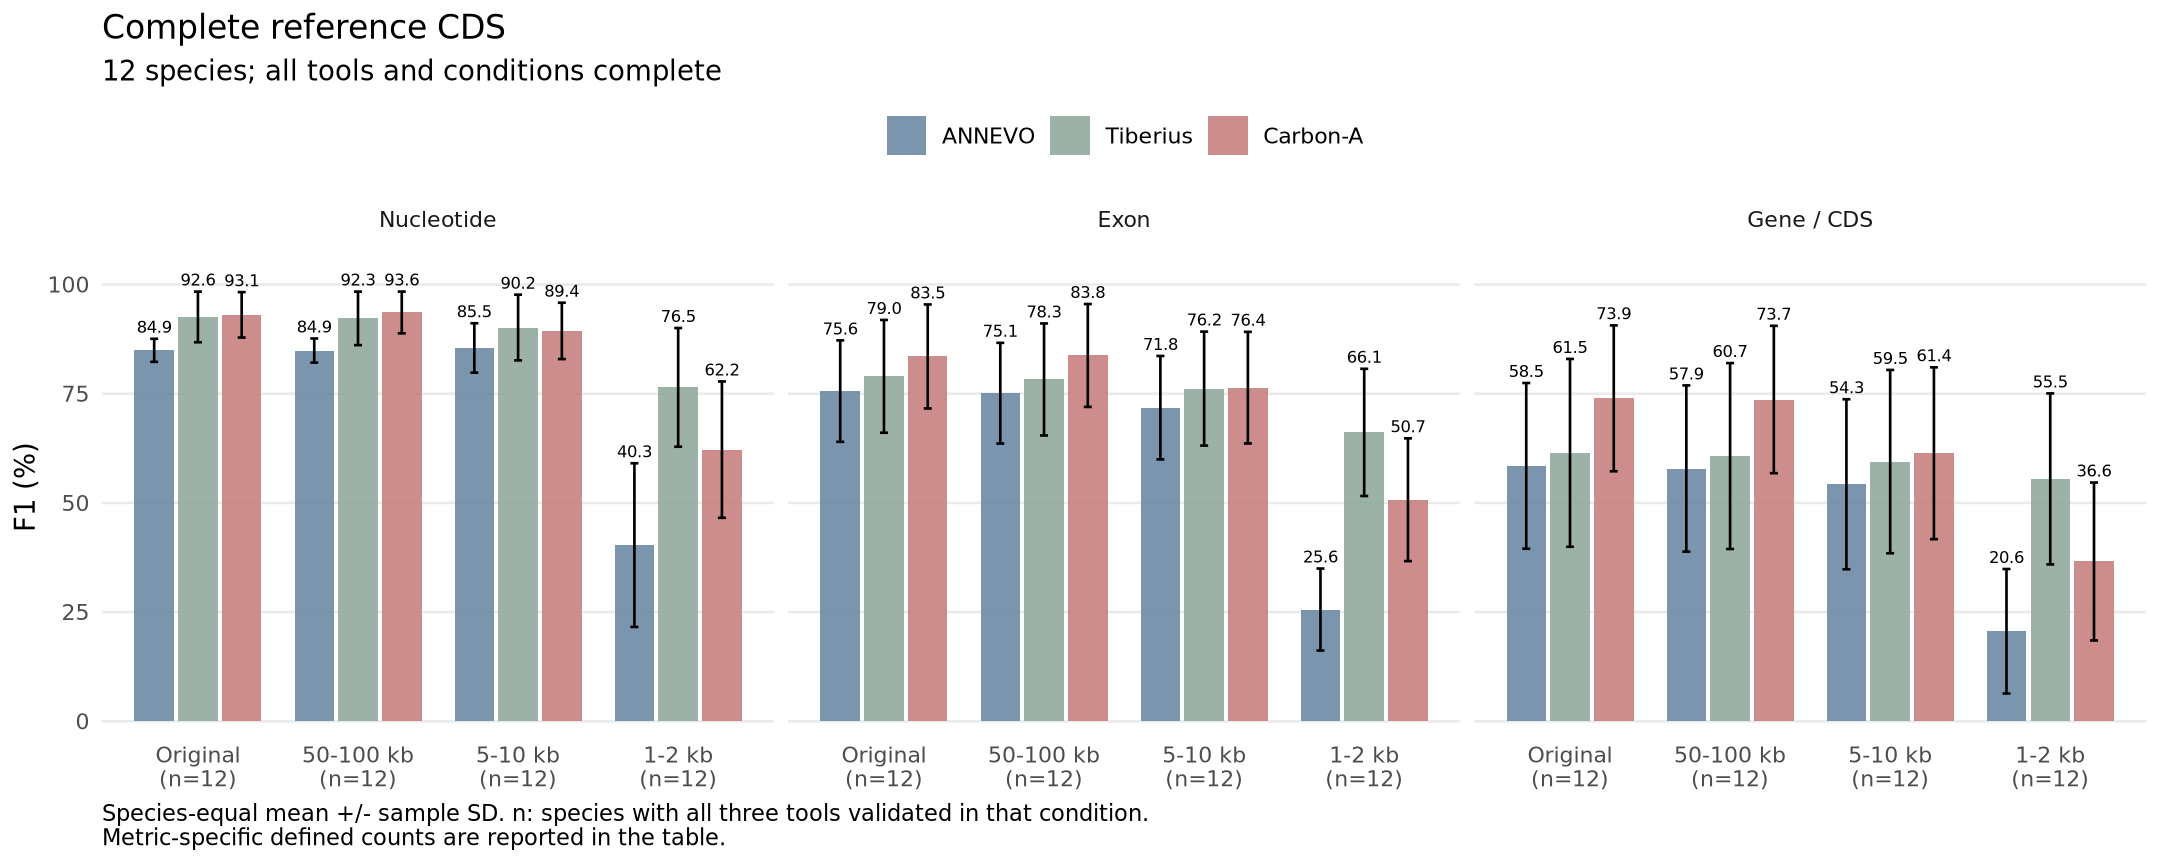 Complete reference CDS
12 species; all tools and conditions complete
ANNEVO Tiberius Carbon-A
Nucleotide
Exon
Gene / CDS
F1 (%)
100
75
50
25
0
84.9 92.6 93.1
84.9 92.3 93.6
85.5 90.2 89.4
40.3 76.5 62.2
75.6 79.0 83.5
75.1 78.3 83.8
71.8 76.2 76.4
25.6 66.1 50.7
58.5 61.5 73.9
57.9 60.7 73.7
54.3 59.5 61.4
20.6 55.5 36.6
Original 50-100 kb 5-10 kb 1-2 kb
(n=12) (n=12) (n=12) (n=12)
Original 50-100 kb 5-10 kb 1-2 kb
(n=12) (n=12) (n=12) (n=12)
Original 50-100 kb 5-10 kb 1-2 kb
(n=12) (n=12) (n=12) (n=12)
Species-equal mean +/- sample SD. n: species with all three tools validated in that condition.
Metric-specific defined counts are reported in the table.